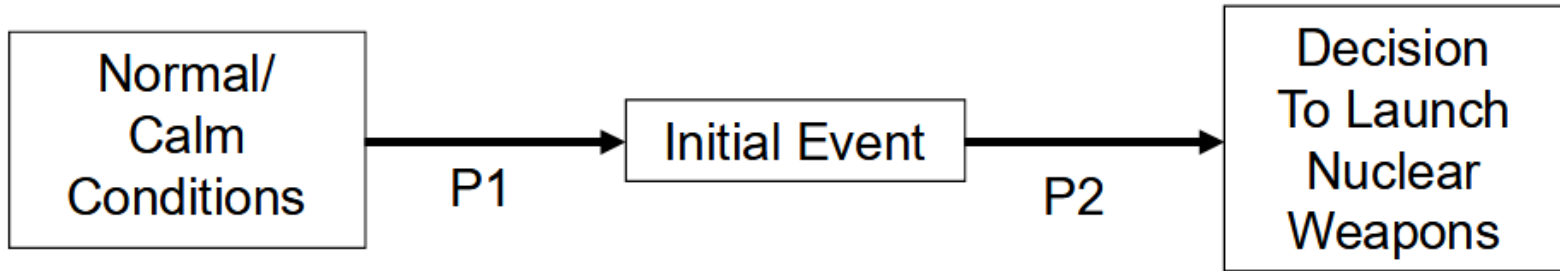 Normal/
Calm
Conditions
P1
Initial Event
P2
Decision
To Launch
Nuclear
Weapons